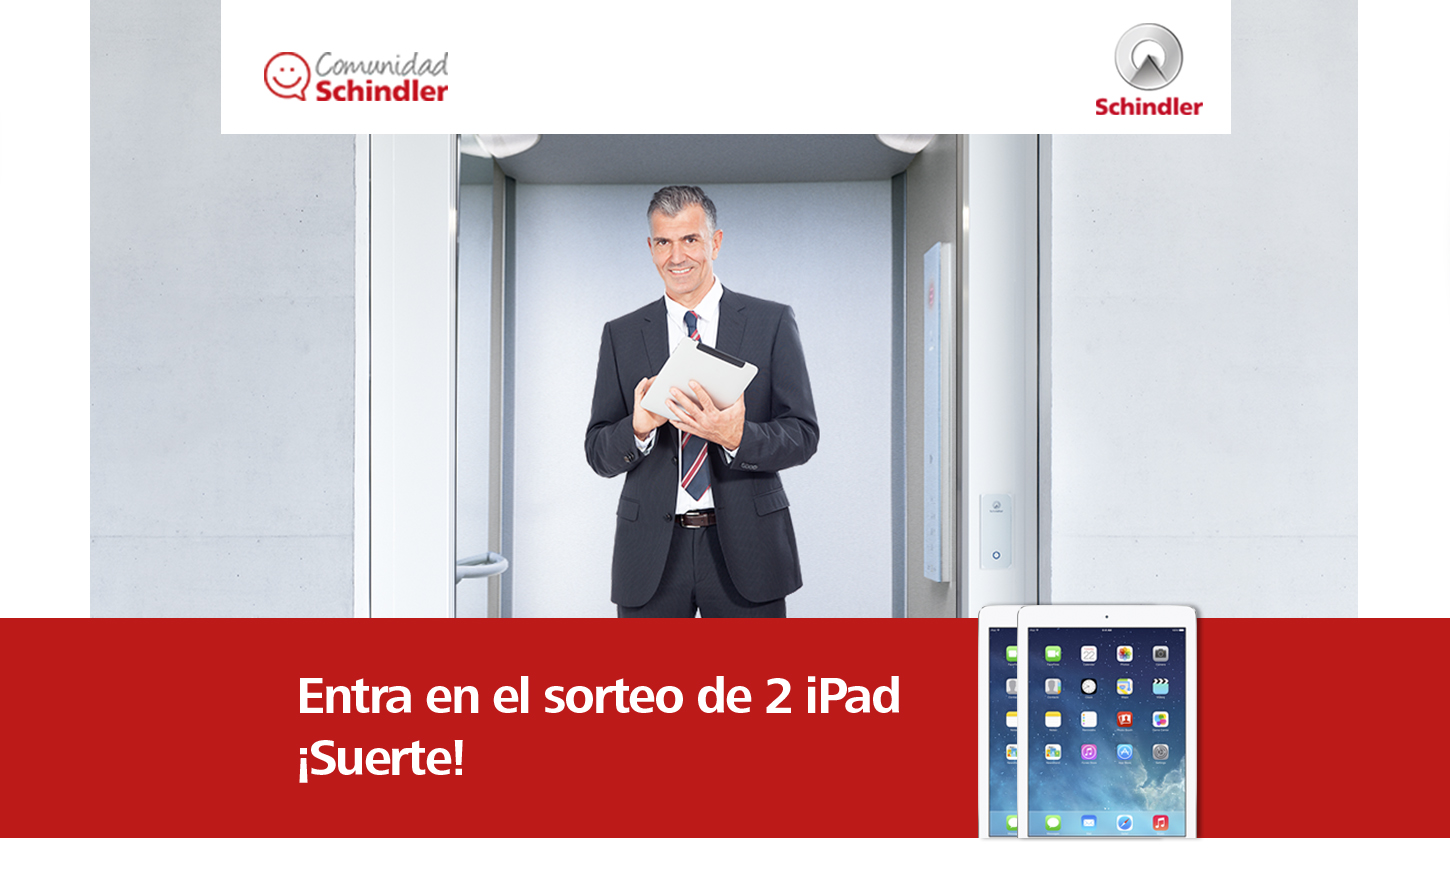 Comunidad
Schindler
Schindler
Entra en el sorteo de 2 iPad
¡Suerte!